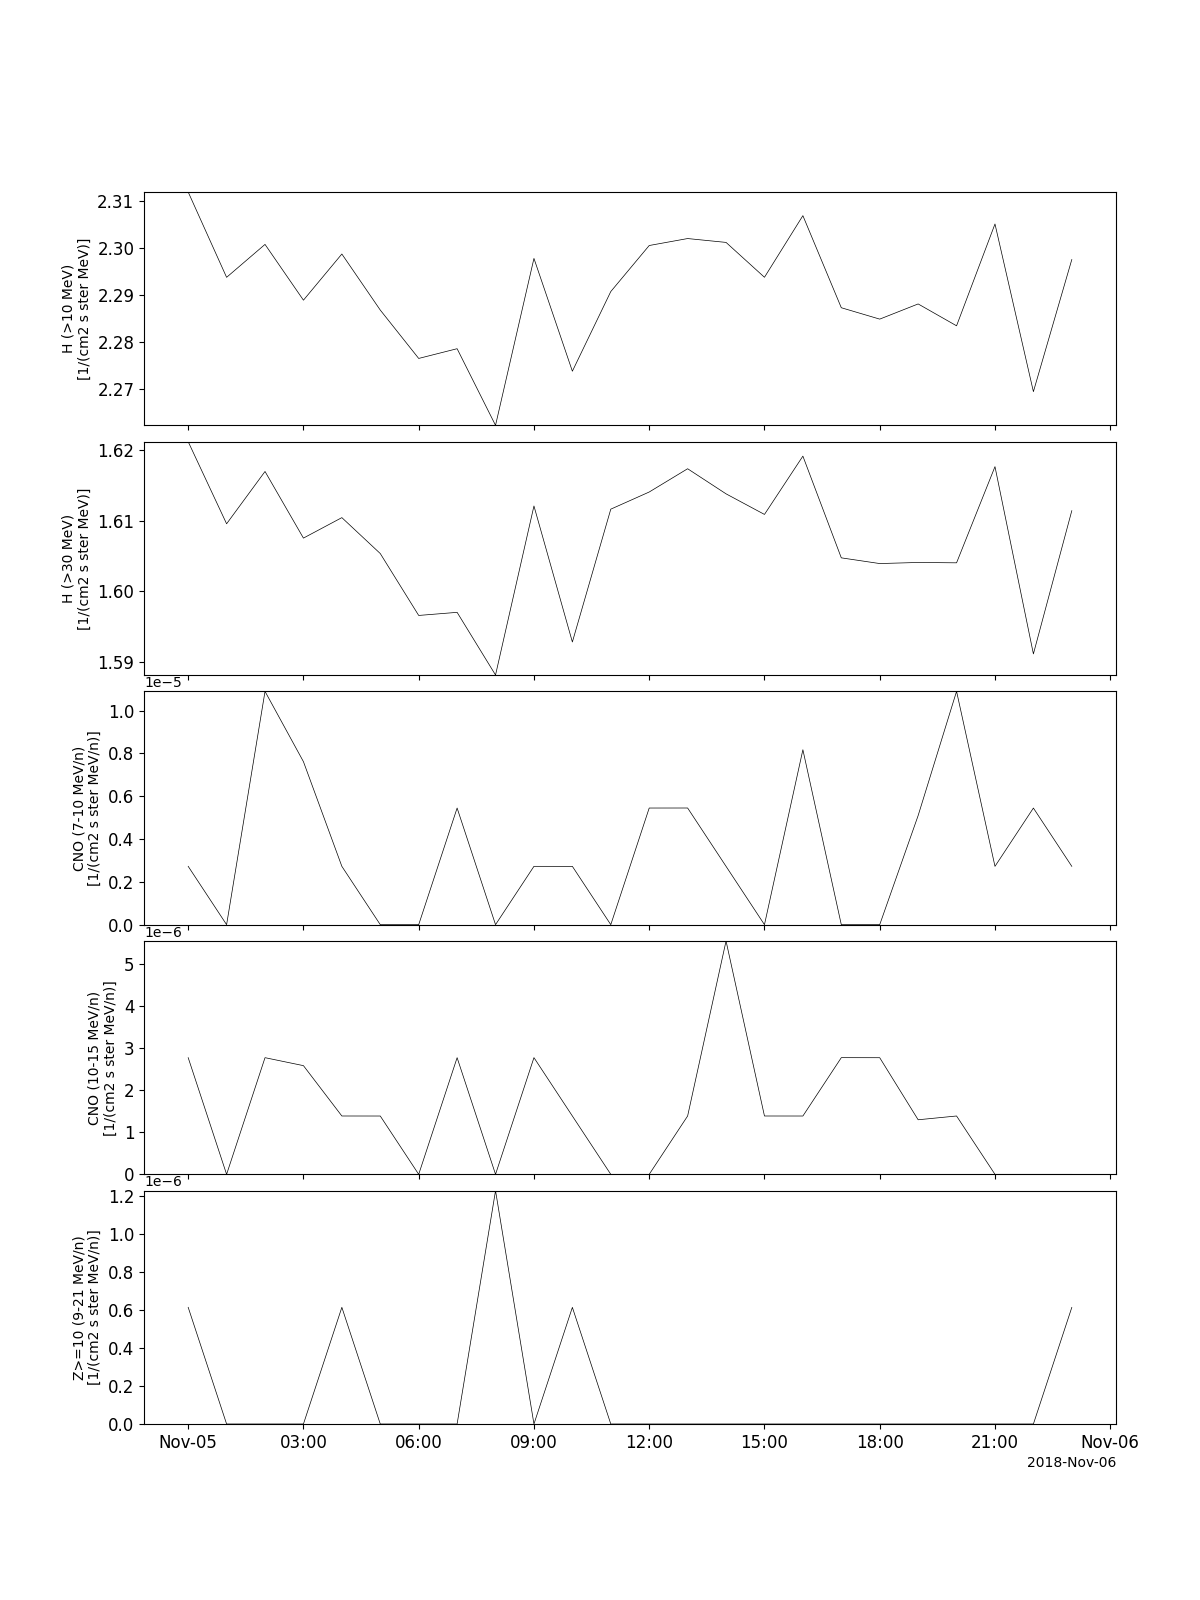 2.31
2.30
2.29
2.28
2.27
H (>10 MeV)
[1/(cm2 s ster MeV)]
1.62
1.61
1.60
1.59
H (>30 MeV)
[1/(cm2 s ster MeV)]
1e−5
1.0
0.8
0.6
0.4
0.2
0.0
CNO (7-10 MeV/n)
[1/(cm2 s ster MeV/n)]
1e−6
5
4
3
2
1
0
CNO (10-15 MeV/n)
[1/(cm2 s ster MeV/n)]
1e−6
1.2
1.0
0.8
0.6
0.4
0.2
0.0
Z>=10 (9-21 MeV/n)
[1/(cm2 s ster MeV/n)]
Nov-05 03:00 06:00 09:00 12:00 15:00 18:00 21:00 Nov-06
2018-Nov-06